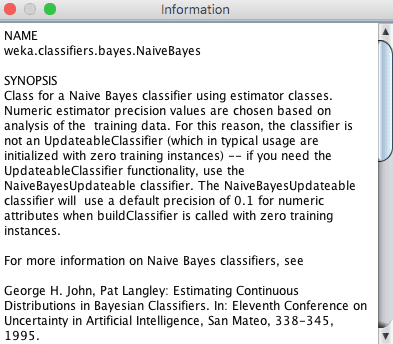 Information
NAME
weka.classifiers.bayes.NaiveBayes
SYNOPSIS
Class for a Naive Bayes classifier using estimator classes.
Numeric estimator precision values are chosen based on
analysis of the  training data. For this reason, the classifier is
not an UpdateableClassifier (which in typical usage are
initialized with zero training instances) -- if you need the
UpdateableClassifier functionality, use the
NaiveBayesUpdateable classifier. The NaiveBayesUpdateable
classifier will  use a default precision of 0.1 for numeric
attributes when buildClassifier is called with zero training
instances.
For more information on Naive Bayes classifiers, see
George H. John, Pat Langley: Estimating Continuous
Distributions in Bayesian Classifiers. In: Eleventh Conference on
Uncertainty in Artificial Intelligence, San Mateo, 338-345,
1995.